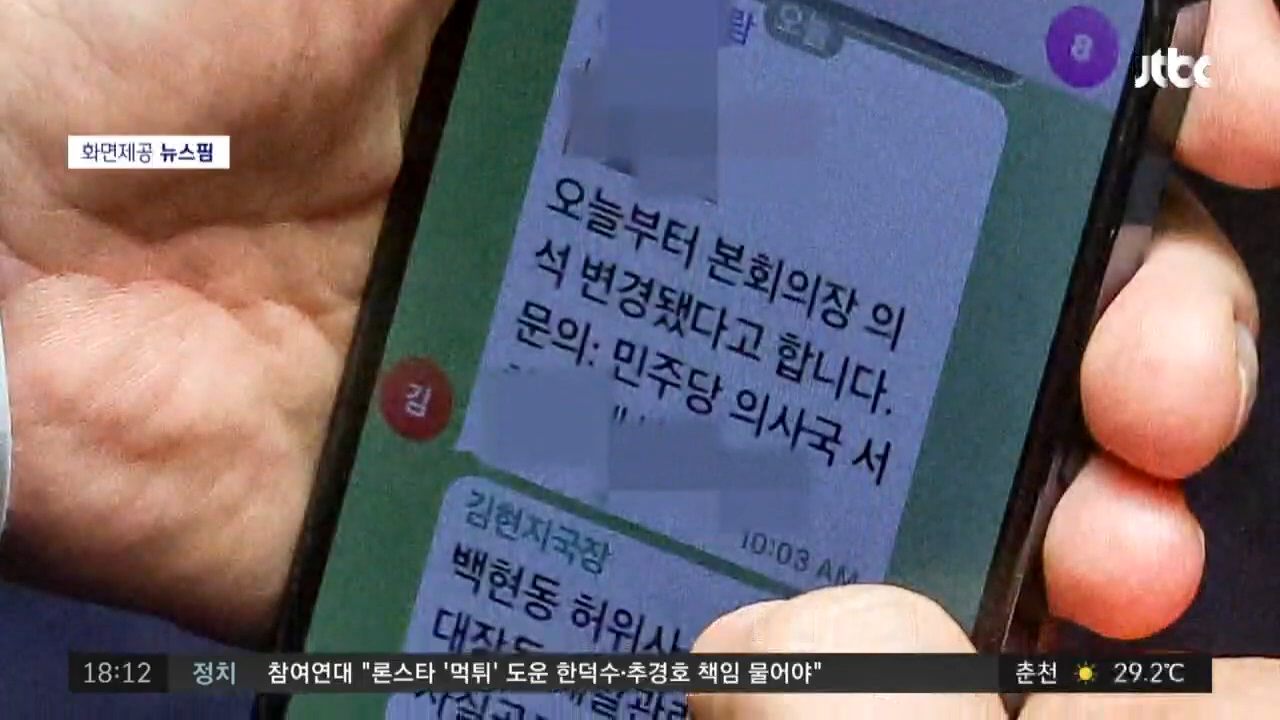 오늘
람
a
jtbc
화면제공 뉴스핌
오늘부터 본회의장 의
석 변경됐다고 합니다.
문의: 민주당 의사국 서
김
10:03 AM
김현지국장
백현동 허위사
대장동
18:12 정치 참여연대 "론스타 '먹튀' 도운 한덕수·추경호 책임 물어야" 춘천 29.2℃